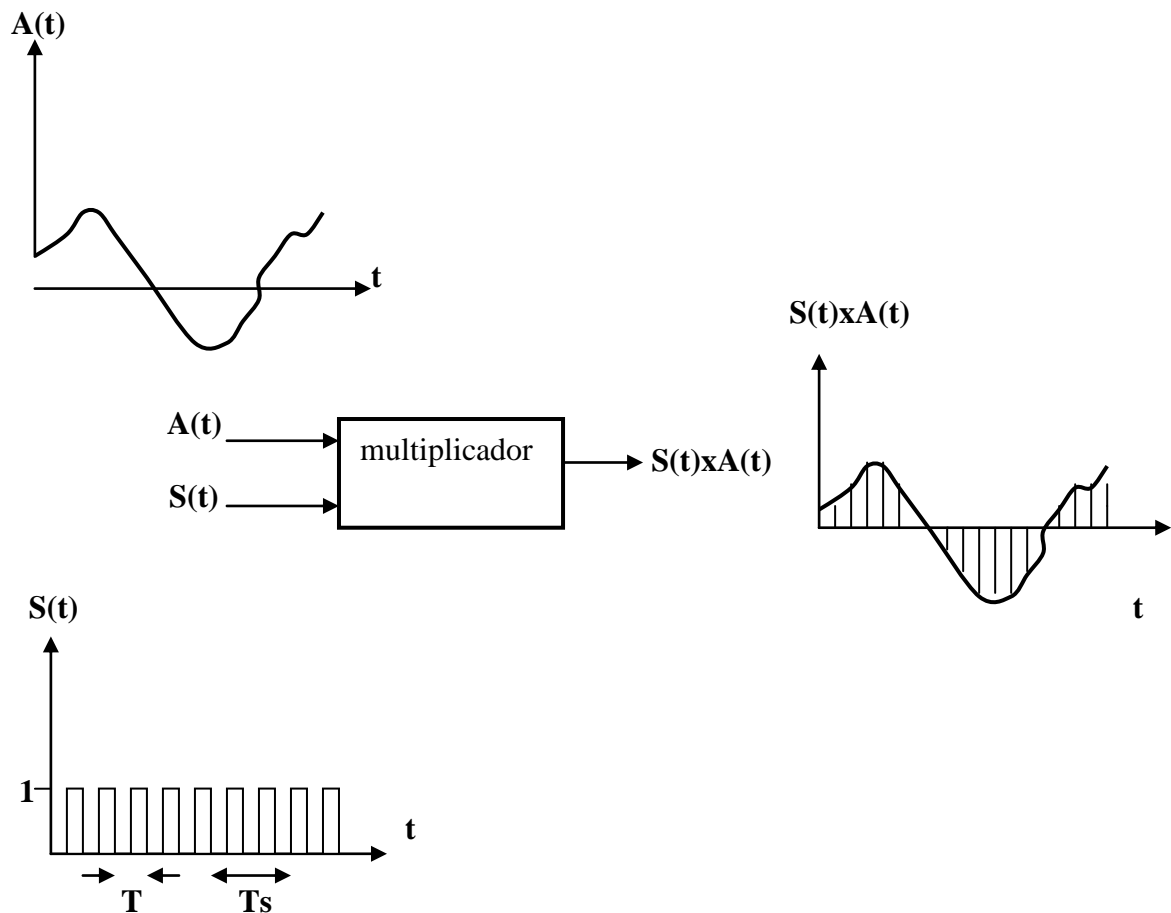 A(t)
t
S(t)xA(t)
A(t)
multiplicador
S(t)xA(t)
S(t)
t
S(t)
1
t
T
Ts